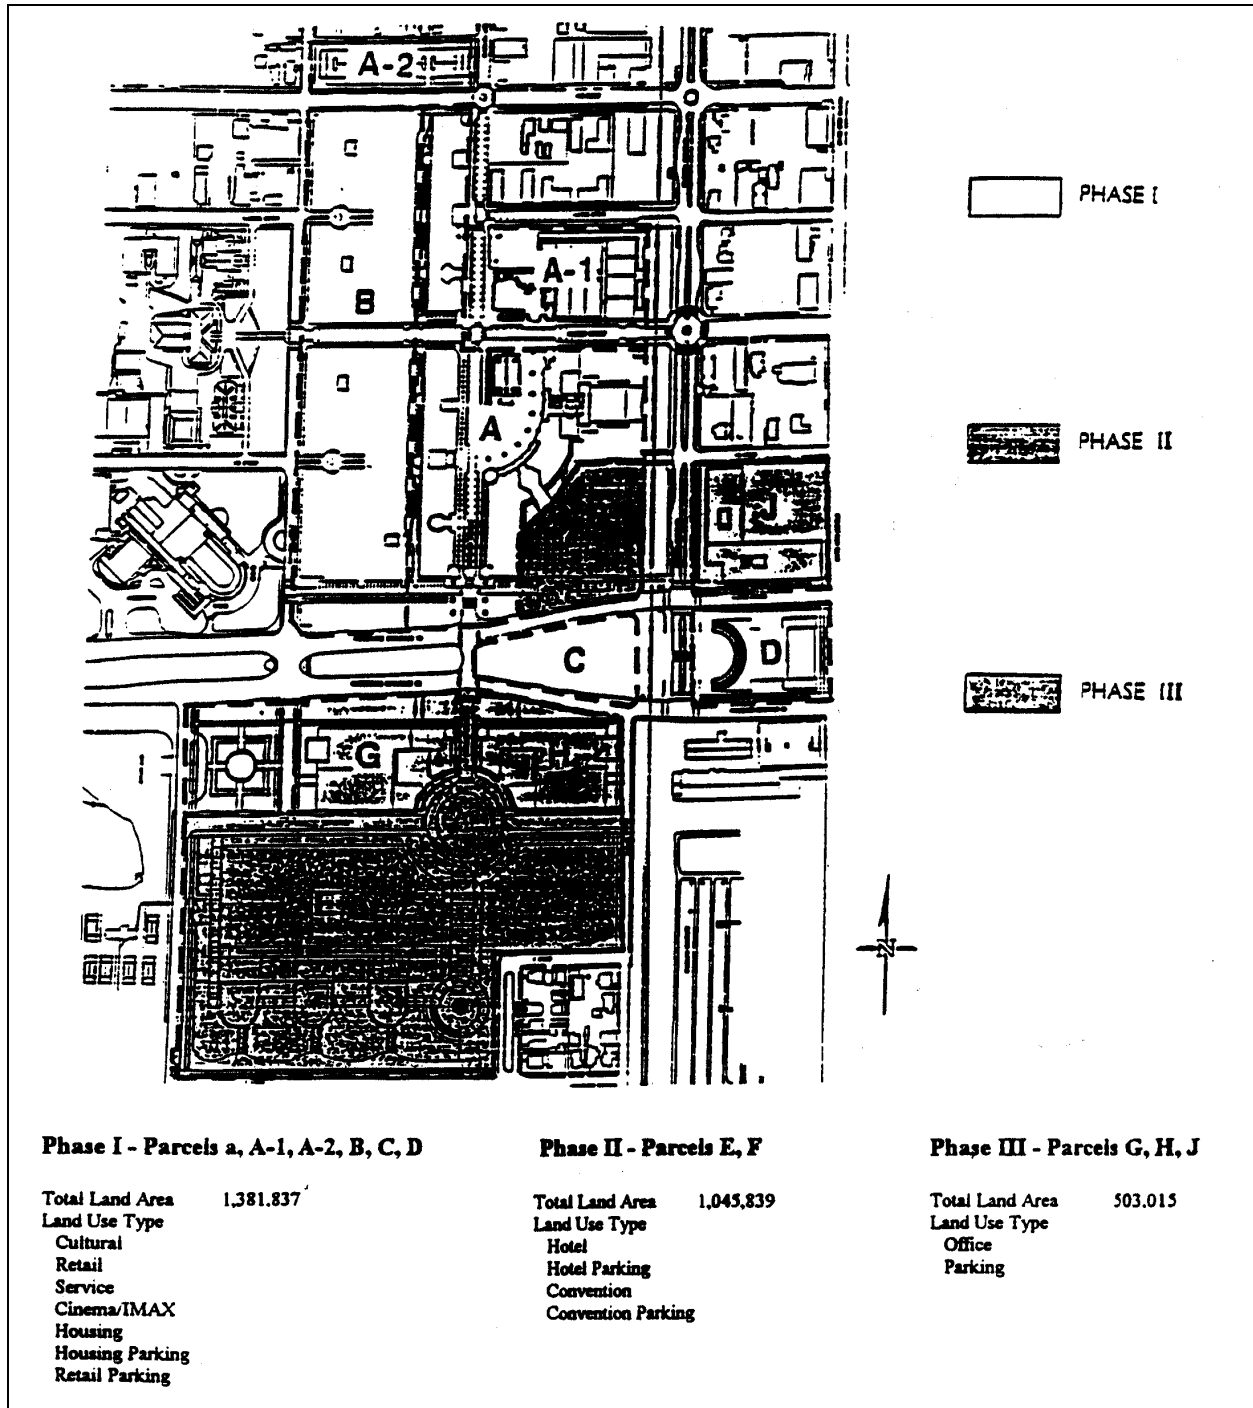 A-2
PHASE I
A-1
B
A
PHASE II
J
C
D
PHASE III
G
H
N
Phase I - Parcels a, A-1, A-2, B, C, D
Total Land Area 1,381,837
Land Use Type
Cultural
Retail
Service
Cinema/IMAX
Housing
Housing Parking
Retail Parking
Phase II - Parcels E, F
Total Land Area 1,045,839
Land Use Type
Hotel
Hotel Parking
Convention
Convention Parking
Phase III - Parcels G, H, J
Total Land Area 503.015
Land Use Type
Office
Parking